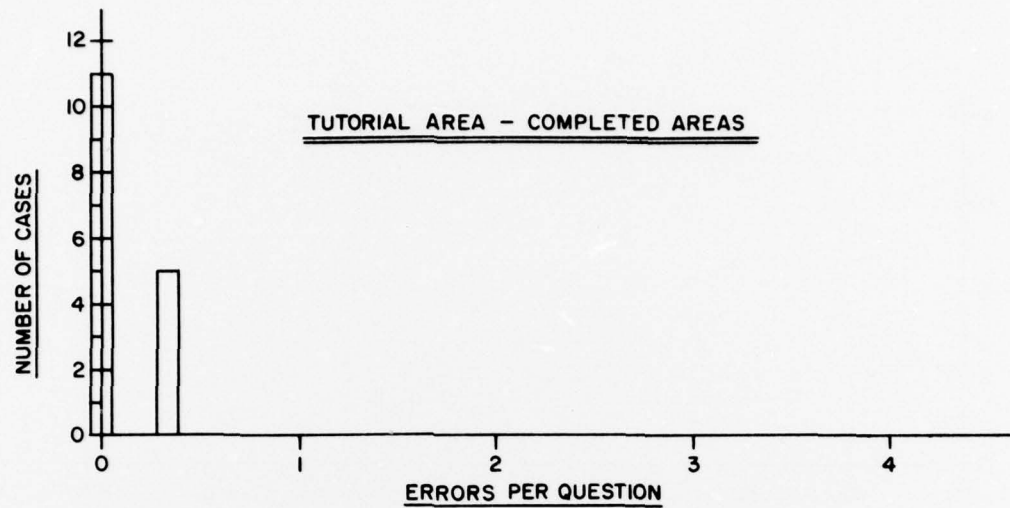 12
10
8
6
4
2
0
NUMBER OF CASES
TUTORIAL AREA - COMPLETED AREAS
0 1 2 3 4
ERRORS PER QUESTION